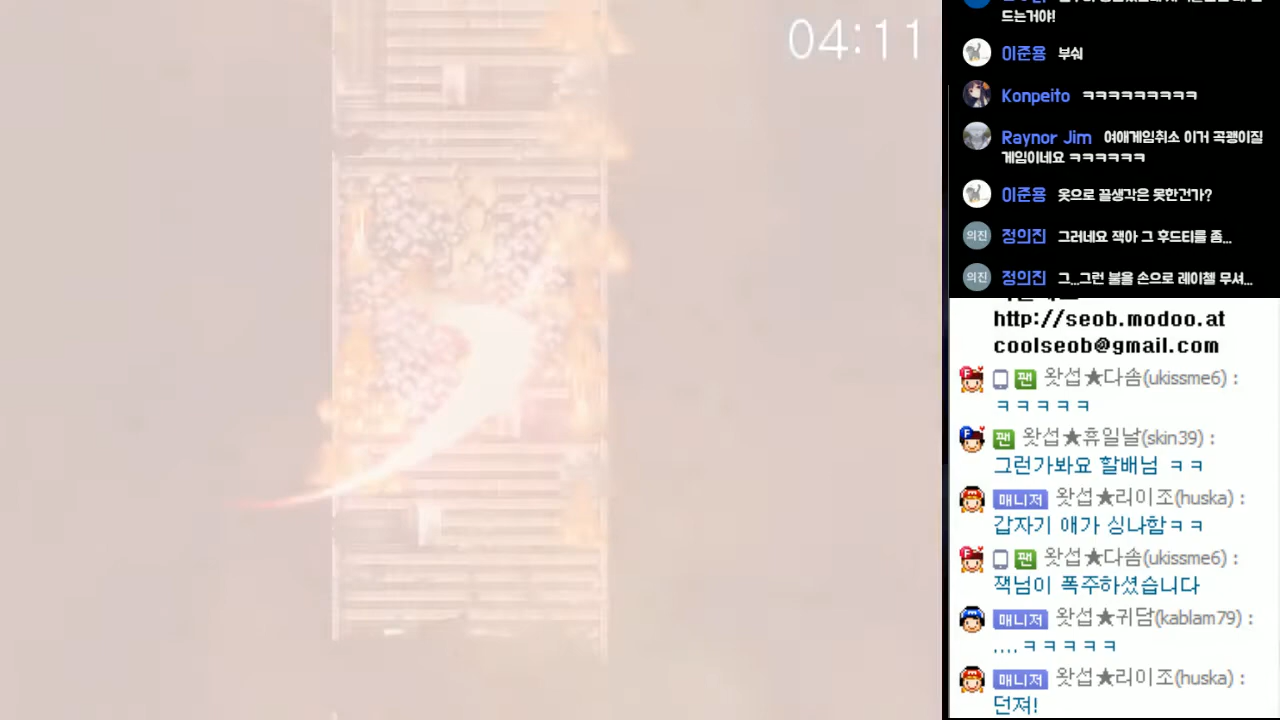 04:11
드는거야!
이준용 부숴
Konpeito ㅋㅋㅋㅋㅋㅋㅋㅋㅋ
Raynor Jim 여애게임취소 이거 곡괭이질
게임이네요 ㅋㅋㅋㅋㅋㅋ
이준용 옷으로 끌생각은 못한건가?
의진 정의진 그러네요 잭아 그 후드티를 좀...
의진 정의진 그...그런 불을 손으로 레이첼 무셔...
http://seob.modoo.at
coolseob@gmail.com
F 팬 왓섭★다솜(ukissme6) :
ㅋㅋㅋㅋㅋ
F 팬 왓섭★휴일날(skin39) :
그런가봐요 할배님 ㅋㅋ
매니저 왓섭★리이조(huska) :
갑자기 애가 싱나함ㅋㅋ
F 팬 왓섭★다솜(ukissme6) :
잭님이 폭주하셨습니다
매니저 왓섭★귀담(kablam79) :
....ㅋㅋㅋㅋㅋ
매니저 왓섭★리이조(huska) :
던져!